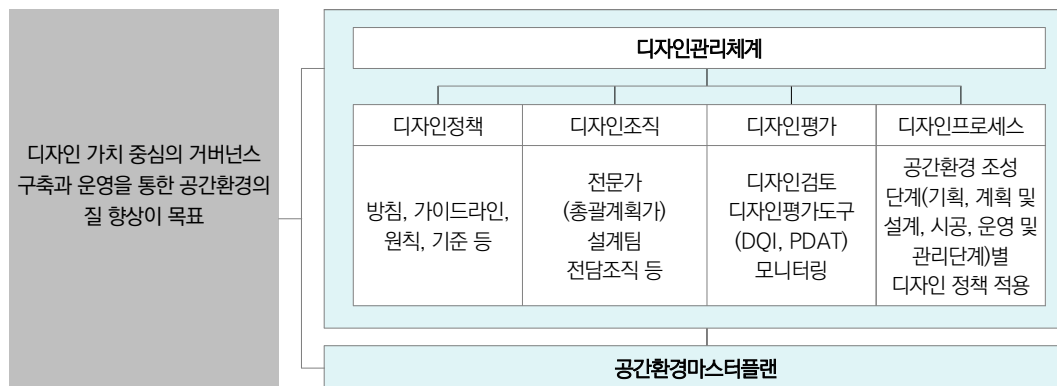 디자인 가치 중심의 거버넌스
구축과 운영을 통한 공간환경의
질 향상이 목표
디자인관리체계
디자인정책
방침, 가이드라인,
원칙, 기준 등
디자인조직
전문가
(총괄계획가)
설계팀
전담조직 등
디자인평가
디자인검토
디자인평가도구
(DQI, PDAT)
모니터링
디자인프로세스
공간환경 조성
단계(기획, 계획 및
설계, 시공, 운영 및
관리단계)별
디자인 정책 적용
공간환경마스터플랜